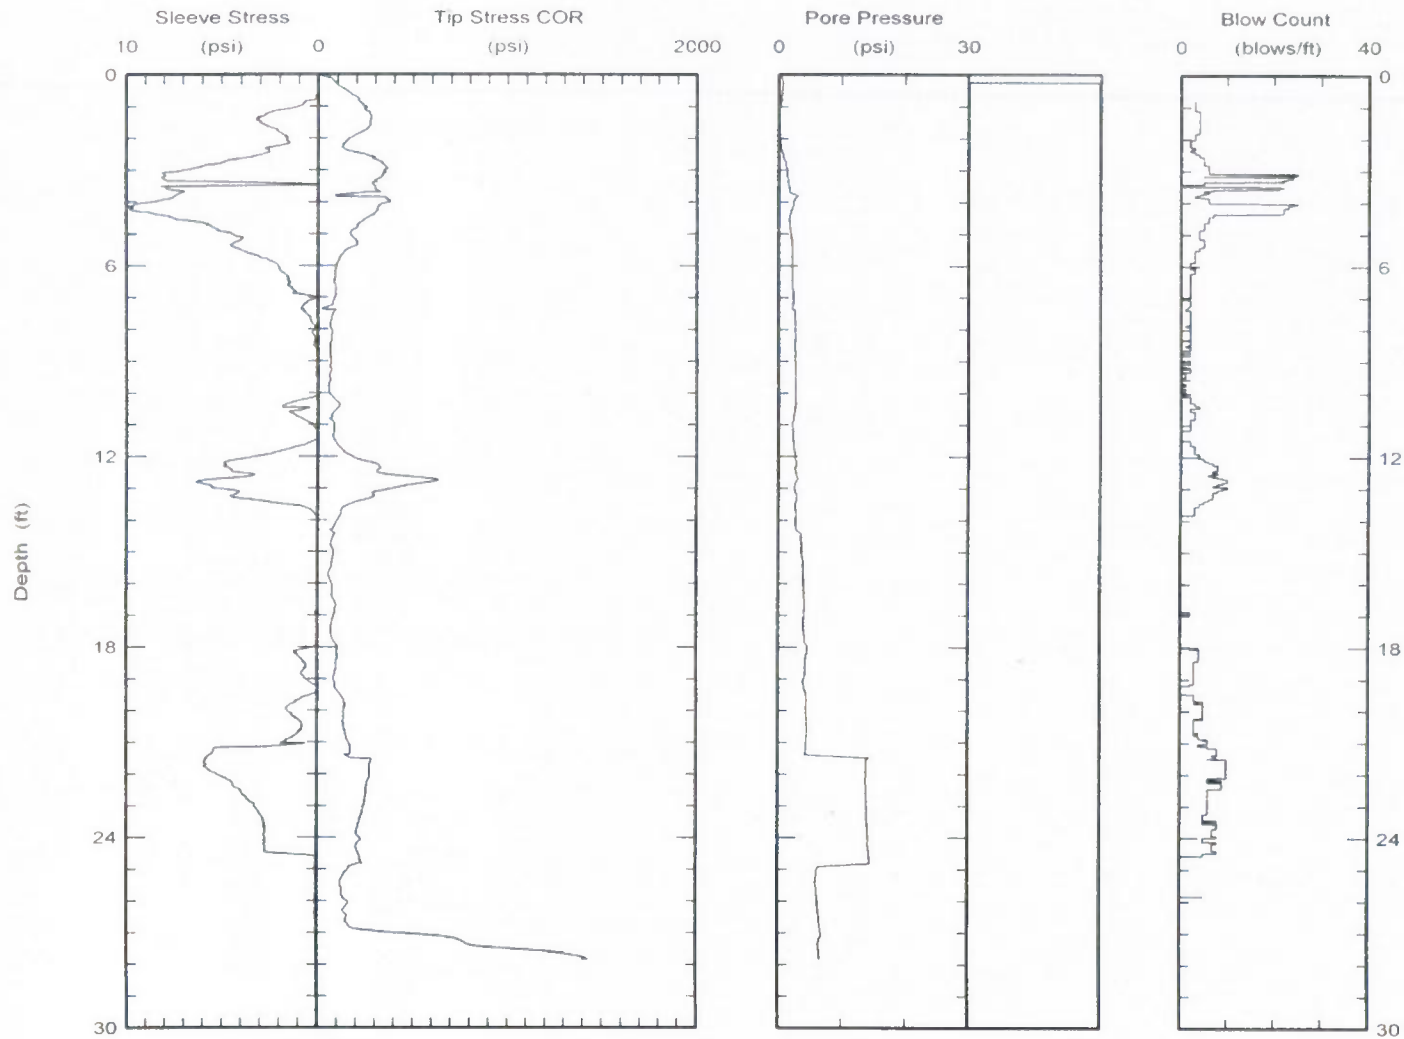 Sleeve Stress Tip Stress COR Pore Pressure Blow Count
(psi) (psi) (psi) (blows/ft)
10 0 2000 0 30 0 40
0 0
6 6
12 12
Depth (ft)
18 18
24 24
30 30